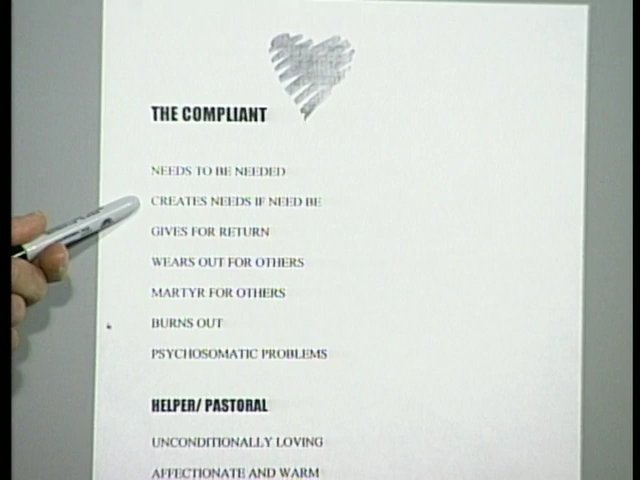 THE COMPLIANT
NEEDS TO BE NEEDED
CREATES NEEDS IF NEED BE
GIVES FOR RETURN
WEARS OUT FOR OTHERS
MARTYR FOR OTHERS
BURNS OUT
PSYCHOSOMATIC PROBLEMS
HELPER/ PASTORAL
UNCONDITIONALLY LOVING
AFFECTIONATE AND WARM